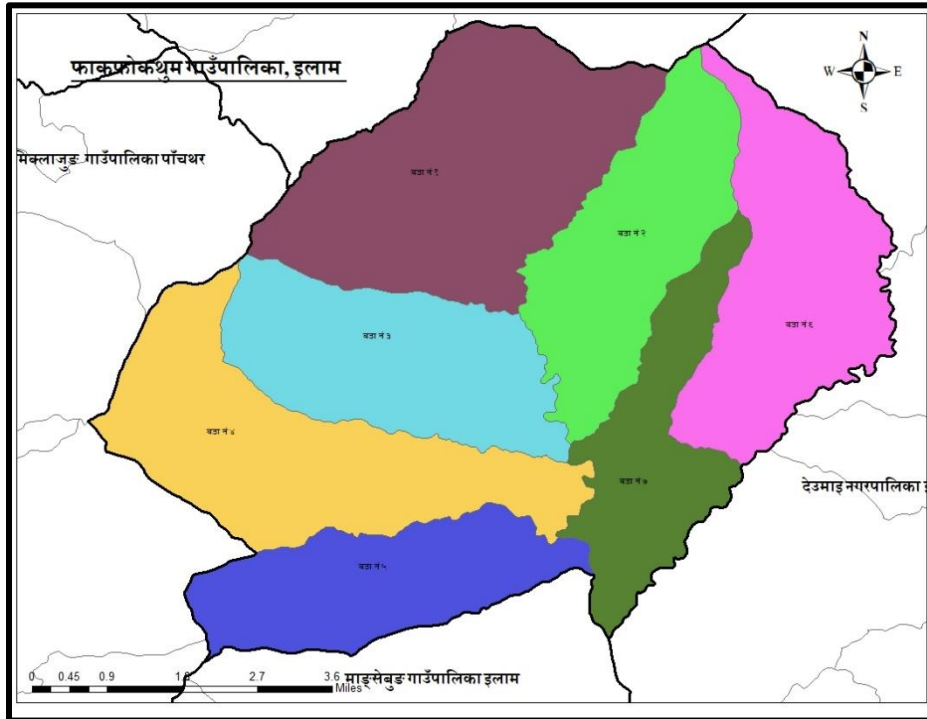 फाकफोकथुम गाउँपालिका, इलाम
N
W E
S
मेक्लाजुङ गाउँपालिका पाँचथर
वडा नं १
वडा नं २
वडा नं ६
वडा नं ३
वडा नं ४
वडा नं ७
देउमाइ नगरपालिका इ
वडा नं ५
0 0.45 0.9 1.8 2.7 3.6
Miles
माङ्सेबुङ गाउँपालिका इलाम